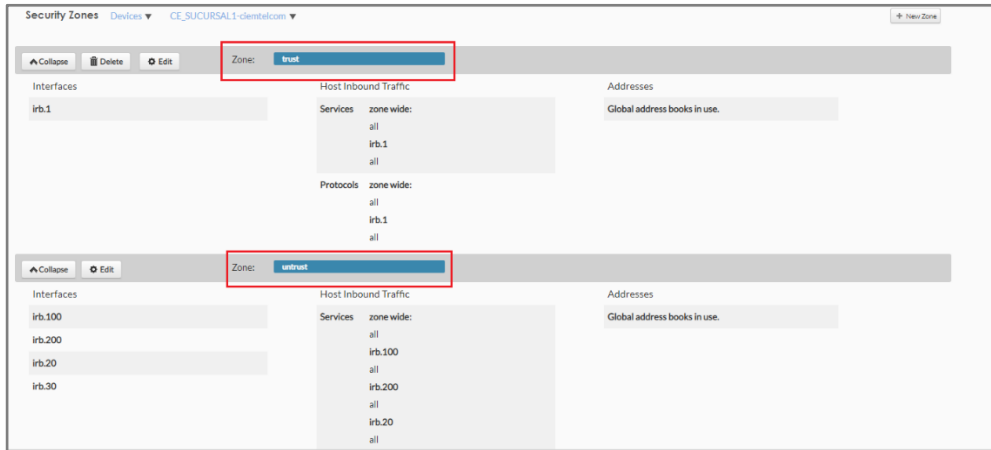 Security Zones Devices CE_SUCURSAL1-clemtelcom + New Zone
Collapse Delete Edit Zone: trust
Interfaces Host Inbound Traffic Addresses
irb.1 Services zone wide: Global address books in use.
all
irb.1
all
Protocols zone wide:
all
irb.1
all
Collapse Edit Zone: untrust
Interfaces Host Inbound Traffic Addresses
irb.100 Services zone wide: Global address books in use.
irb.200 all
irb.100
irb.20 all
irb.30 irb.200
all
irb.20
all